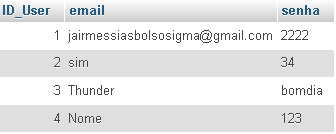 ID_User email senha
1 jairmessiasbolsosigma@gmail.com 2222
2 sim 34
3 Thunder bomdia
4 Nome 123